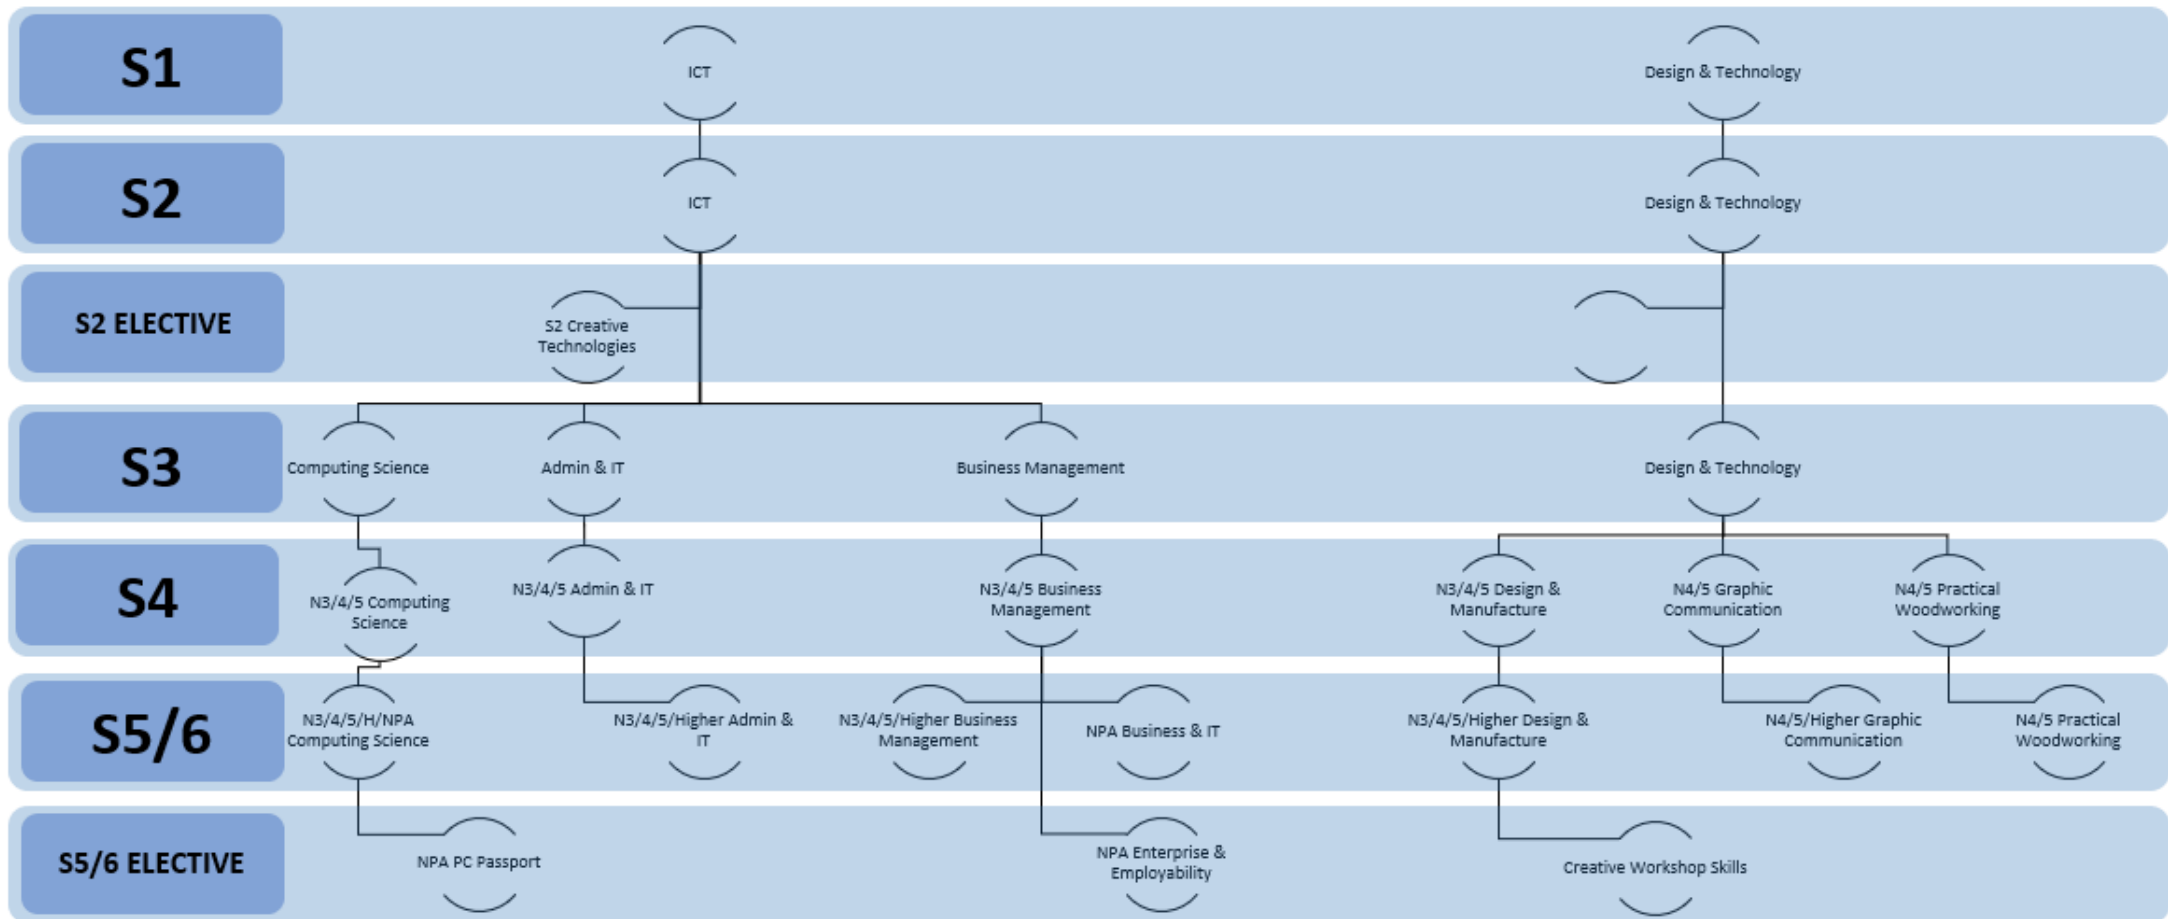 S1
ICT
Design & Technology
S2
ICT
Design & Technology
S2 ELECTIVE
S2 Creative
Technologies
S3
Computing Science
Admin & IT
Business Management
Design & Technology
S4
N3/4/5 Computing
Science
N3/4/5 Admin & IT
N3/4/5 Business
Management
N3/4/5 Design &
Manufacture
N4/5 Graphic
Communication
N4/5 Practical
Woodworking
S5/6
N3/4/5/H/NPA
Computing Science
N3/4/5/Higher Admin &
IT
N3/4/5/Higher Business
Management
NPA Business & IT
N3/4/5/Higher Design &
Manufacture
N4/5/Higher Graphic
Communication
N4/5 Practical
Woodworking
S5/6 ELECTIVE
NPA PC Passport
NPA Enterprise &
Employability
Creative Workshop Skills